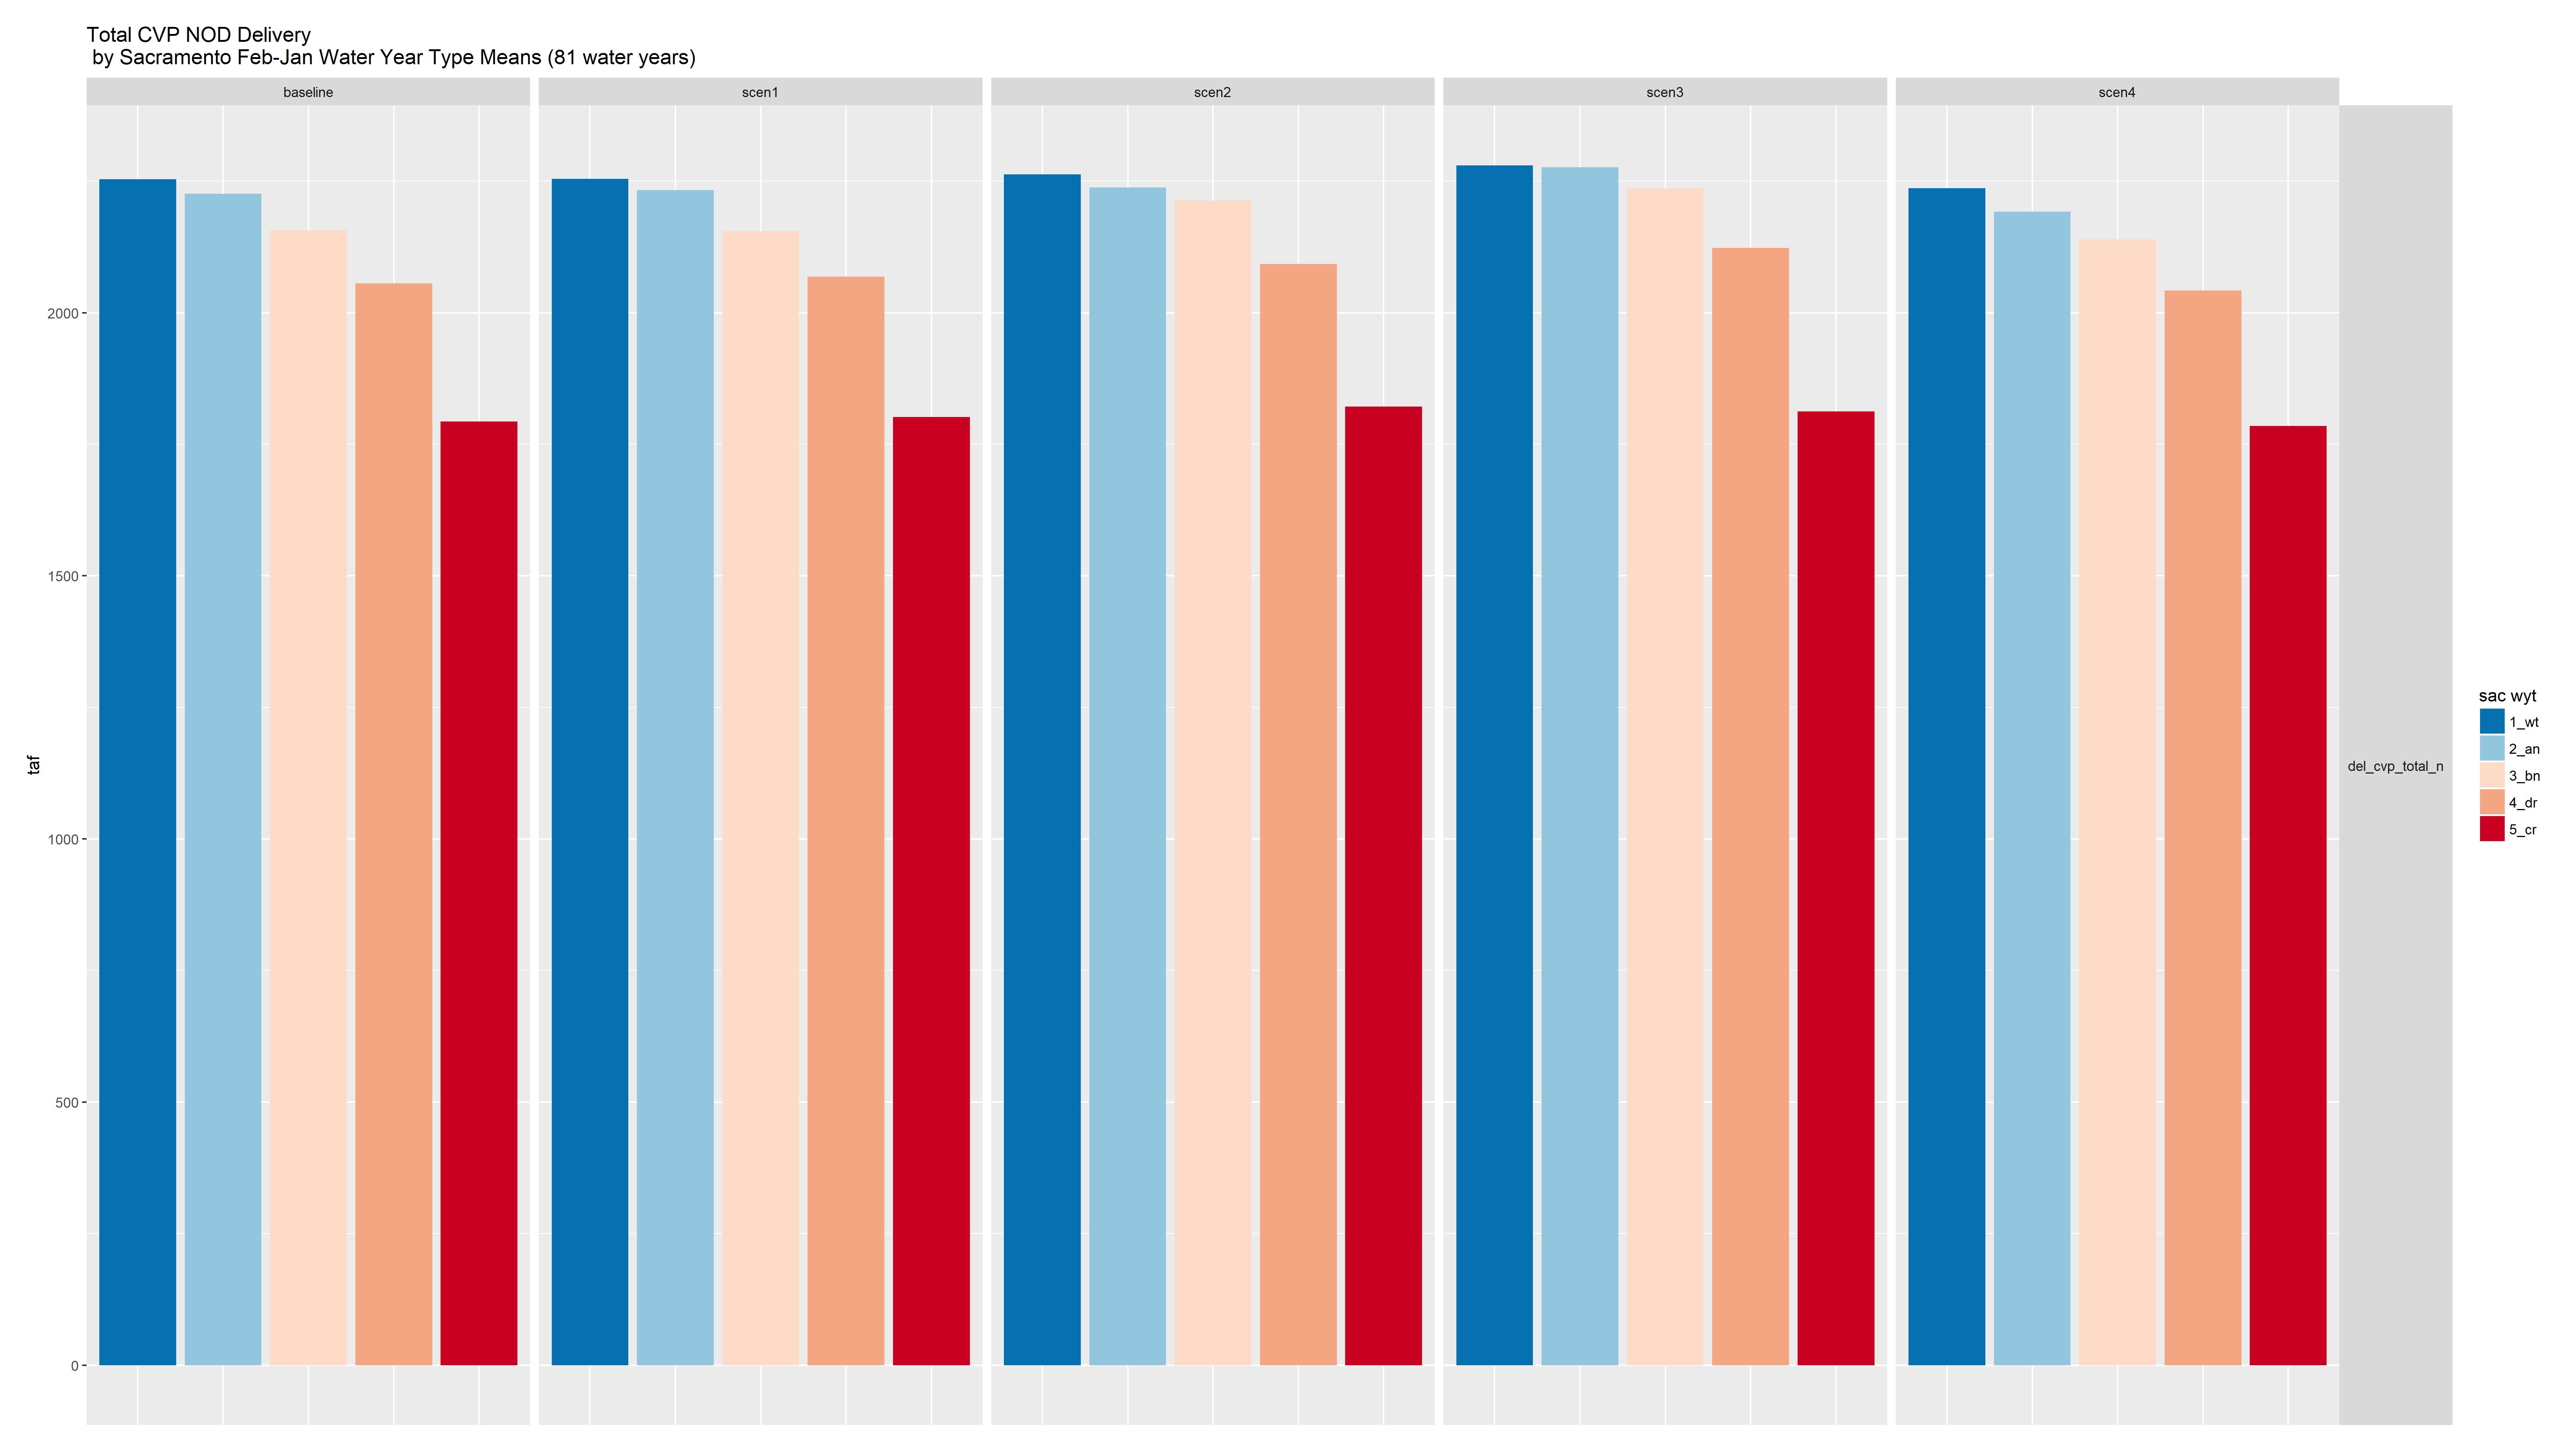 Total CVP NOD Delivery
by Sacramento Feb-Jan Water Year Type Means (81 water years)
baseline
scen1
scen2
scen3
scen4
2000
1500
1000
500
0
taf
del_cvp_total_n
sac wyt
1_wt
2_an
3_bn
4_dr
5_cr